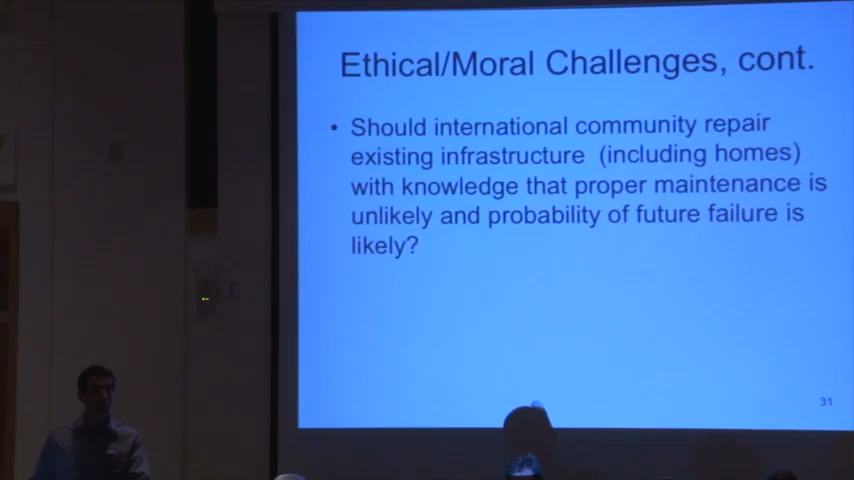 Ethical/Moral Challenges, cont.
• Should international community repair
existing infrastructure (including homes)
with knowledge that proper maintenance is
unlikely and probability of future failure is
likely?
31